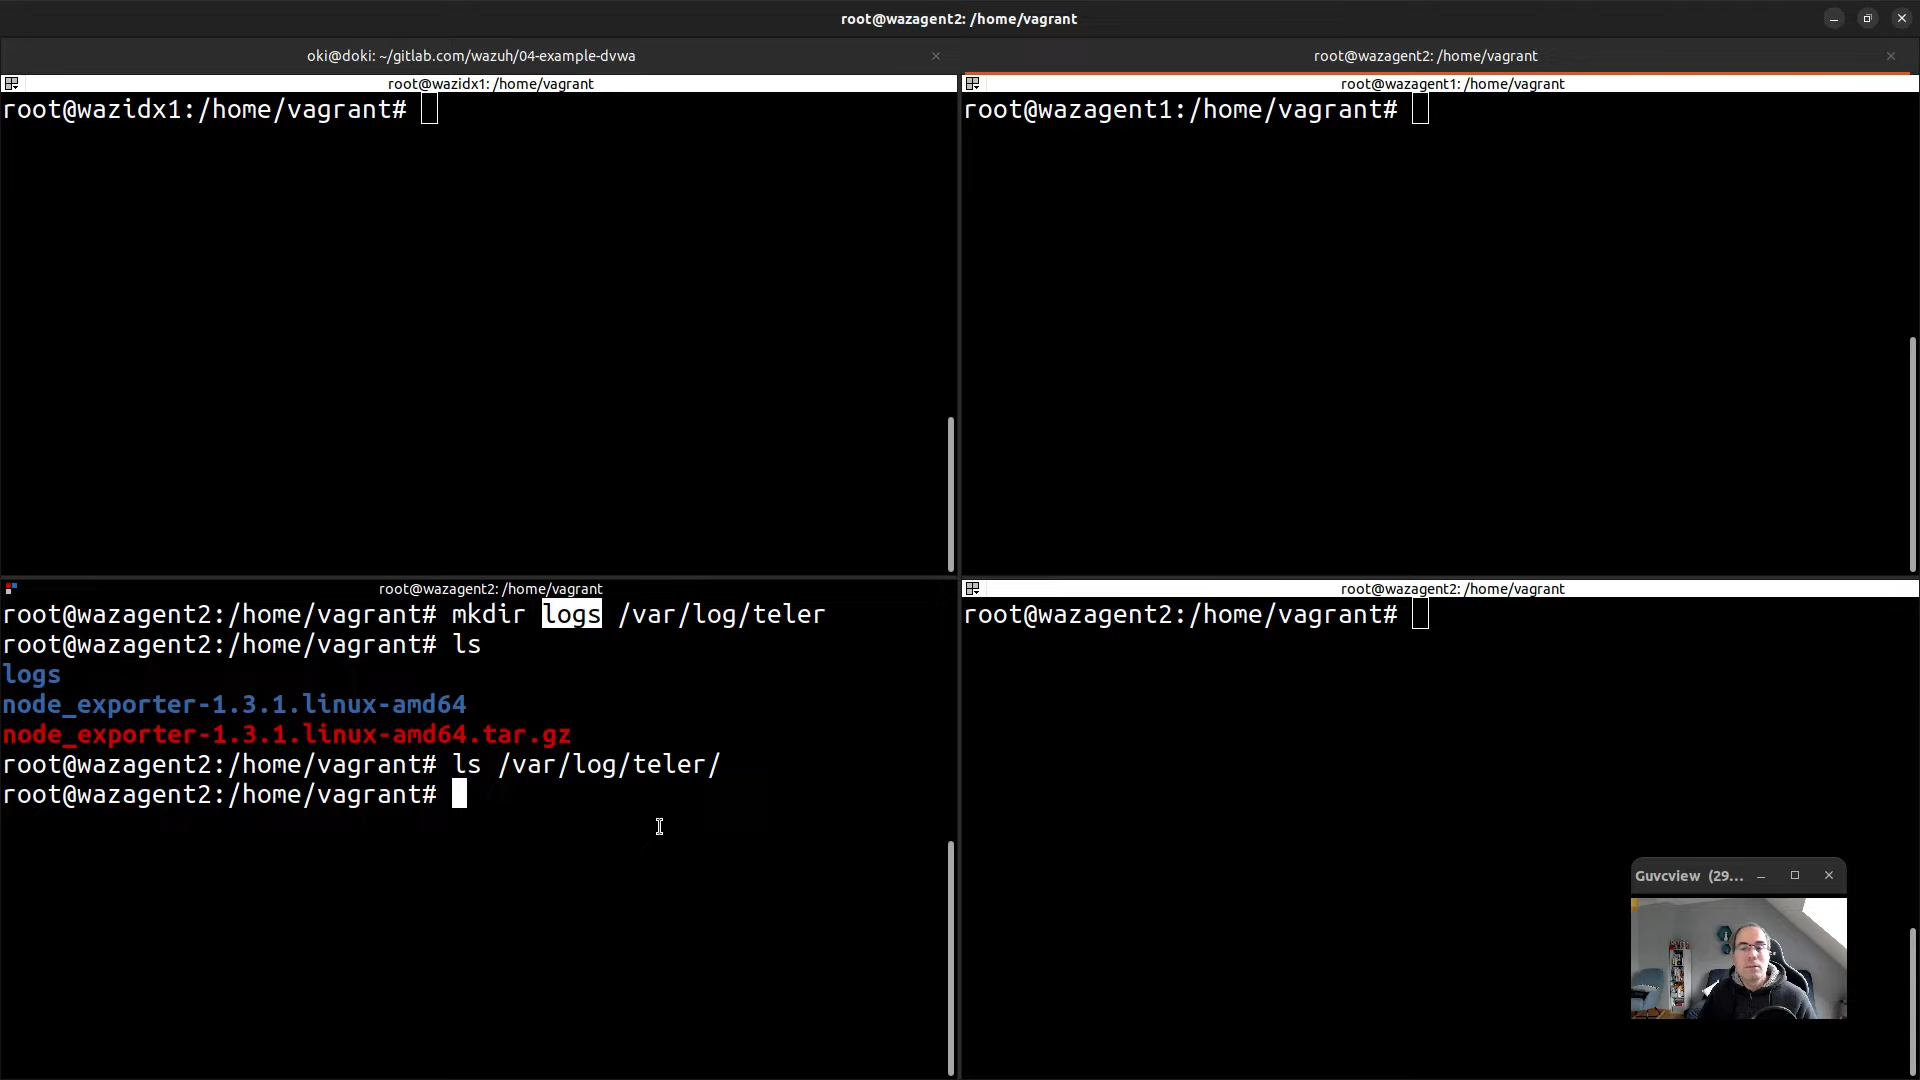 root@wazagent2: /home/vagrant
oki@doki: ~/gitlab.com/wazuh/04-example-dvwa
root@wazagent2: /home/vagrant
root@wazidx1: /home/vagrant
root@wazidx1:/home/vagrant#
root@wazagent1: /home/vagrant
root@wazagent1:/home/vagrant#
root@wazagent2: /home/vagrant
root@wazagent2:/home/vagrant# mkdir logs /var/log/teler
root@wazagent2:/home/vagrant# ls
logs
node_exporter-1.3.1.linux-amd64
node_exporter-1.3.1.linux-amd64.tar.gz
root@wazagent2:/home/vagrant# ls /var/log/teler/
root@wazagent2:/home/vagrant#
root@wazagent2: /home/vagrant
root@wazagent2:/home/vagrant#
Guvcview (29...